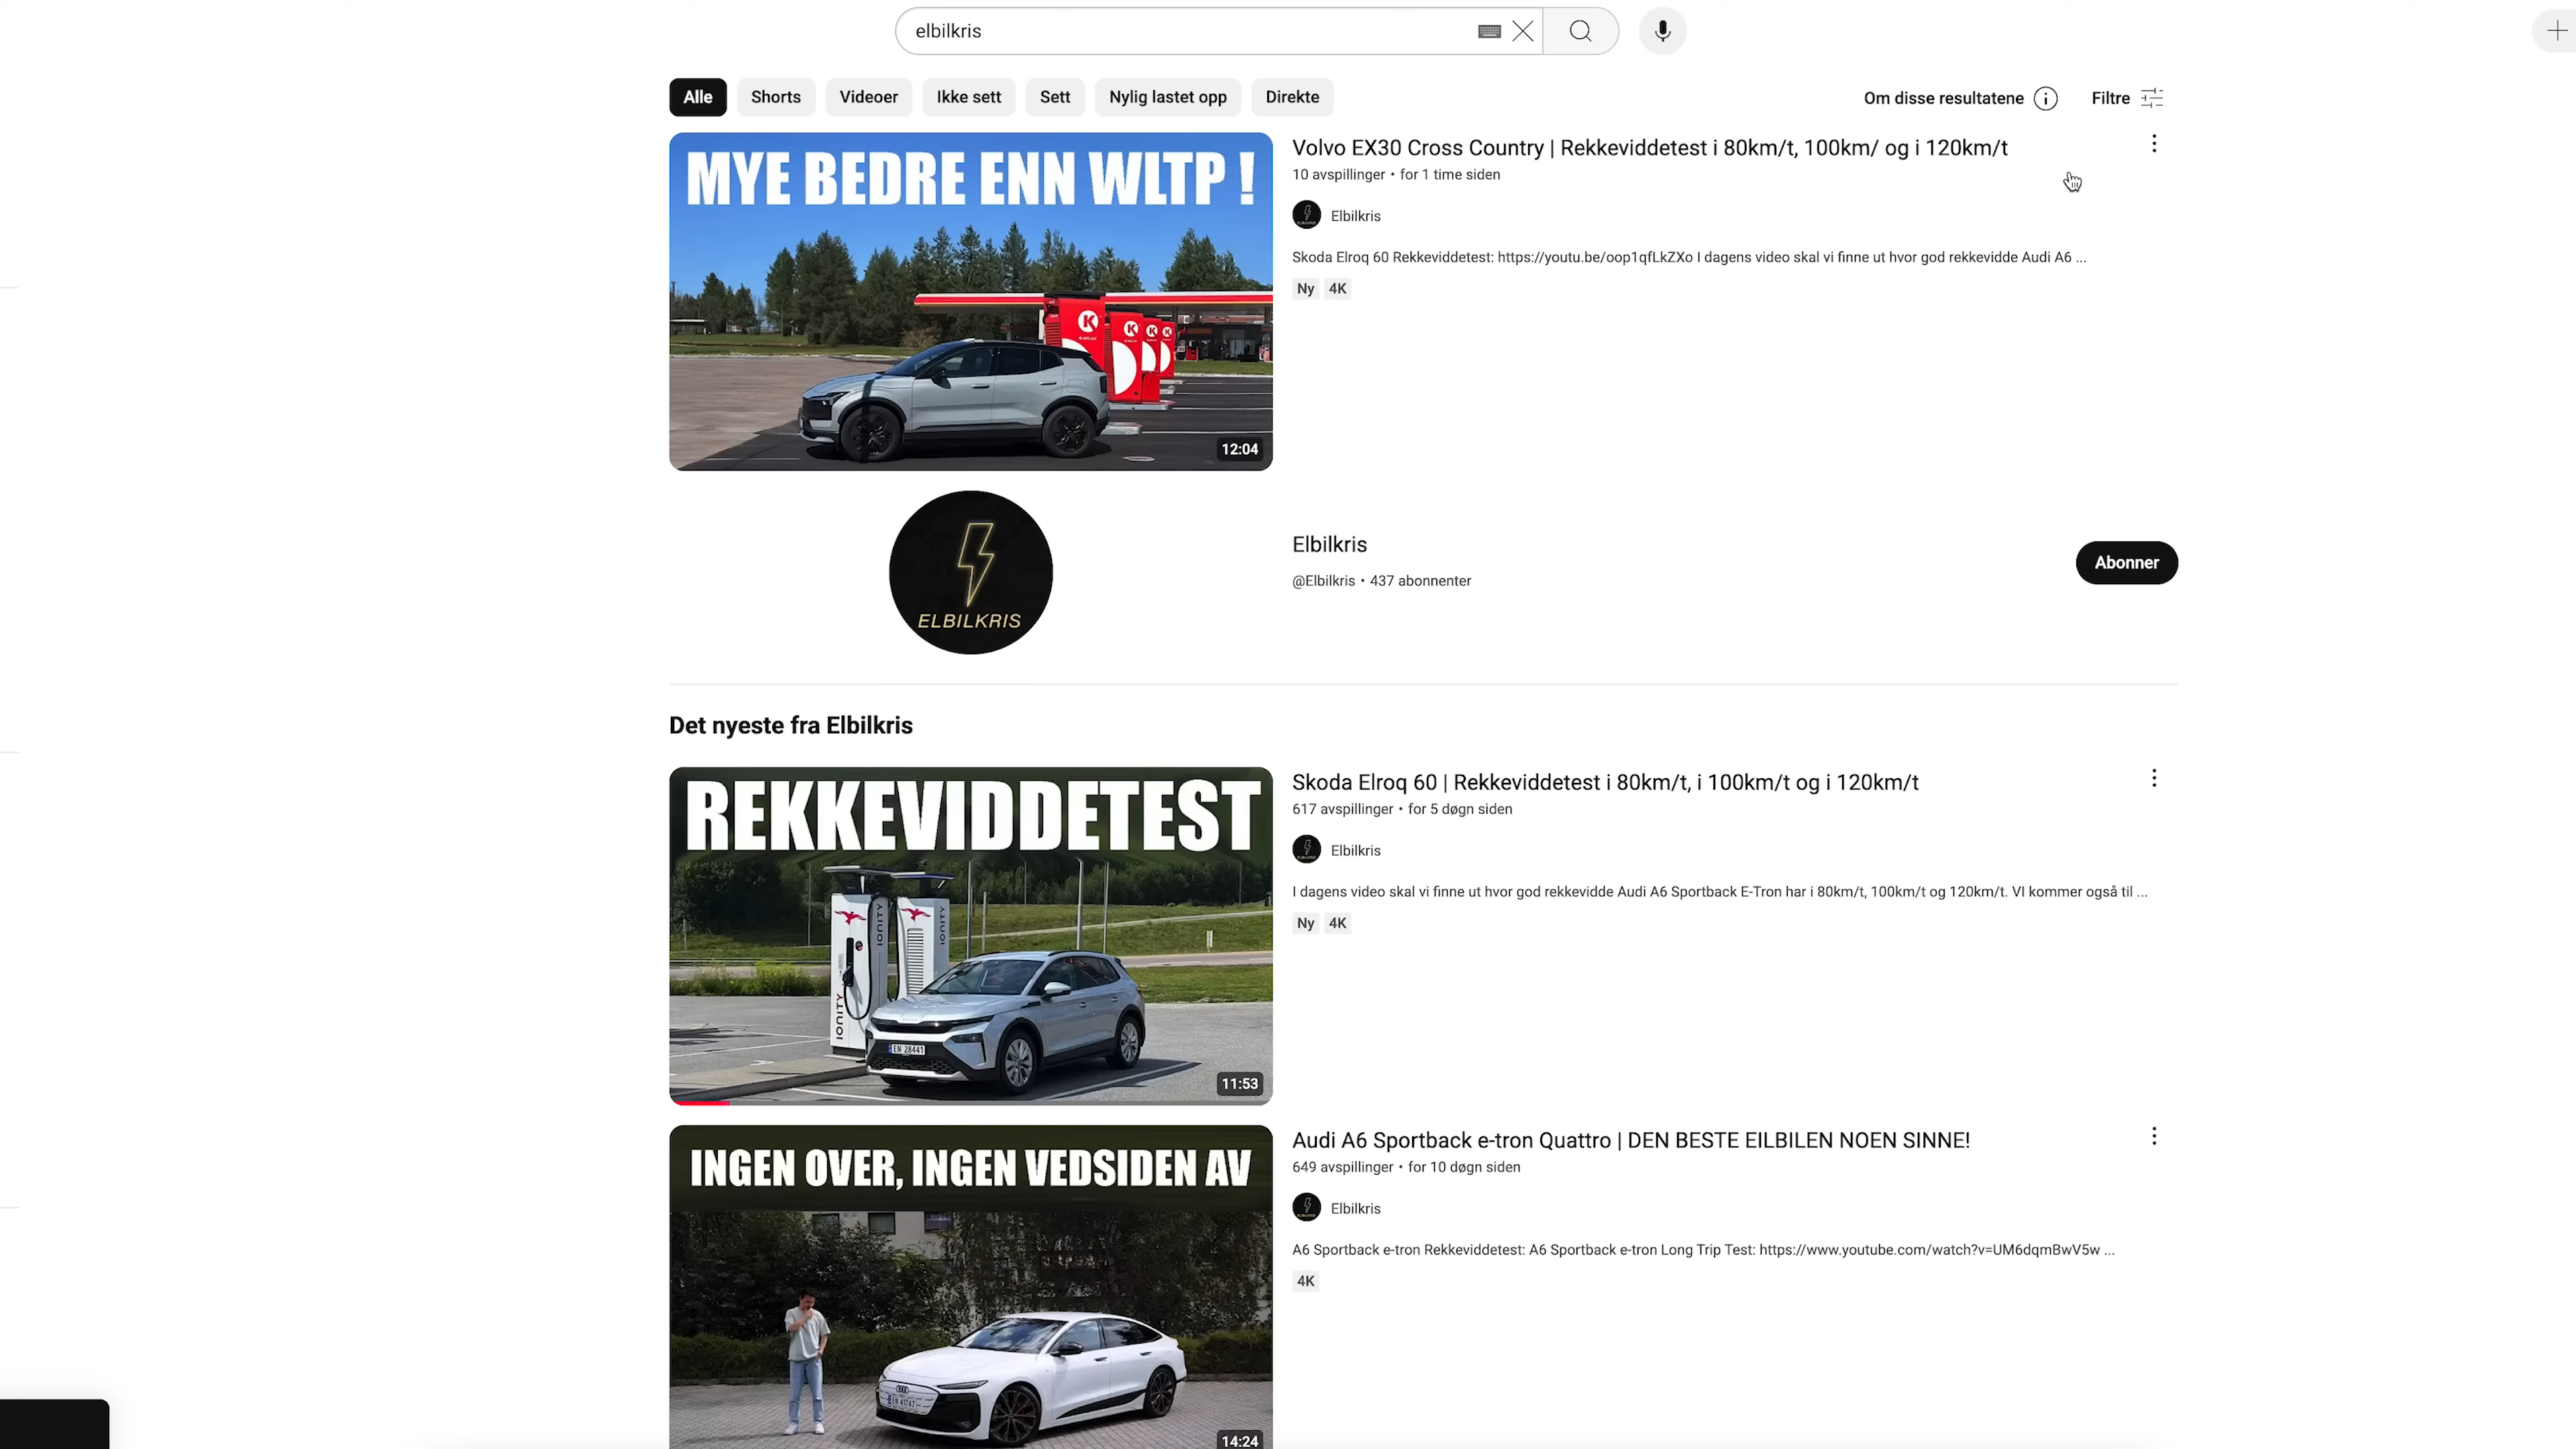 elbilkris
Alle
Shorts
Videoer
Ikke sett
Sett
Nylig lastet opp
Direkte
Om disse resultatene
Filtre
MYE BEDRE ENN WLTP !
12:04
Volvo EX30 Cross Country | Rekkeviddetest i 80km/t, 100km/ og i 120km/t
10 avspillinger • for 1 time siden
Elbilkris
Skoda Elroq 60 Rekkeviddetest: https://youtu.be/oop1qfLkZXo I dagens video skal vi finne ut hvor god rekkevidde Audi A6 ...
Ny 4K
ELBILKRIS
Elbilkris
@Elbilkris • 437 abonnenter
Abonner
Det nyeste fra Elbilkris
REKKEVIDDETEST
IONITY
IONITY
IONITY
EN 28441
11:53
Skoda Elroq 60 | Rekkeviddetest i 80km/t, i 100km/t og i 120km/t
617 avspillinger • for 5 døgn siden
Elbilkris
I dagens video skal vi finne ut hvor god rekkevidde Audi A6 Sportback E-Tron har i 80km/t, 100km/t og 120km/t. VI kommer også til ...
Ny 4K
INGEN OVER, INGEN VEDSIDEN AV
EN 41747
14:24
Audi A6 Sportback e-tron Quattro | DEN BESTE EILBILEN NOEN SINNE!
649 avspillinger • for 10 døgn siden
Elbilkris
A6 Sportback e-tron Rekkeviddetest: A6 Sportback e-tron Long Trip Test: https://www.youtube.com/watch?v=UM6dqmBwV5w ...
4K